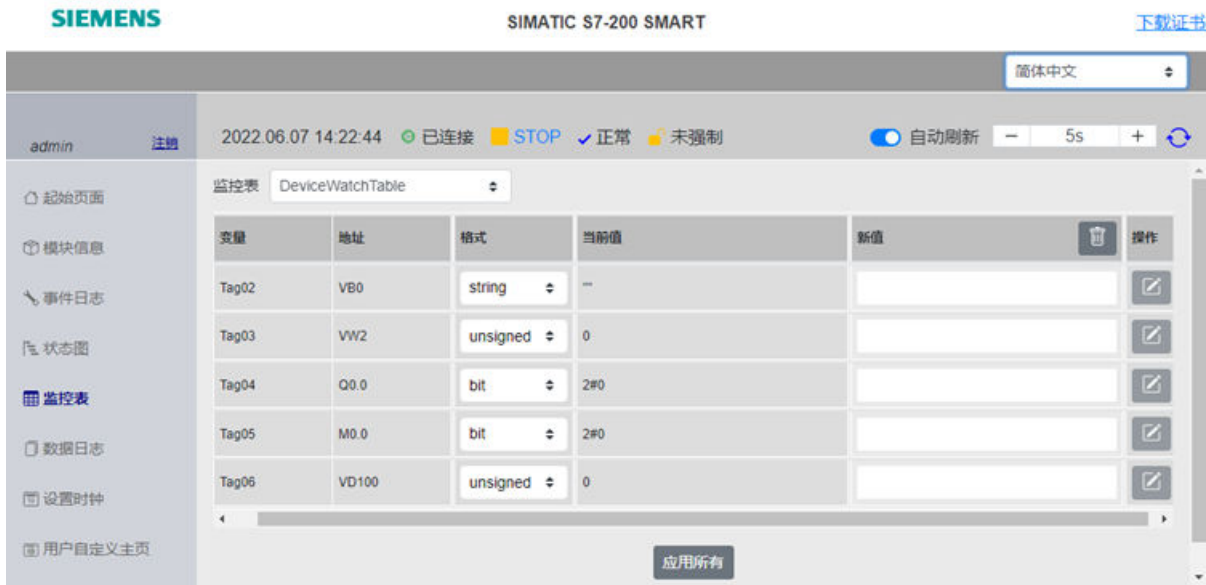 SIEMENS
SIMATIC S7-200 SMART
下载证书
简体中文
admin 注销
2022.06.07 14:22:44 已连接 STOP 正常 未强制 自动刷新 - 5s +
起始页面
模块信息
事件日志
状态图
监控表
数据日志
设置时钟
用户自定义主页
监控表 DeviceWatchTable
变量 地址 格式 当前值 新值 操作
Tag02 VB0 string ""
Tag03 VW2 unsigned 0
Tag04 Q0.0 bit 2#0
Tag05 M0.0 bit 2#0
Tag06 VD100 unsigned 0
应用所有